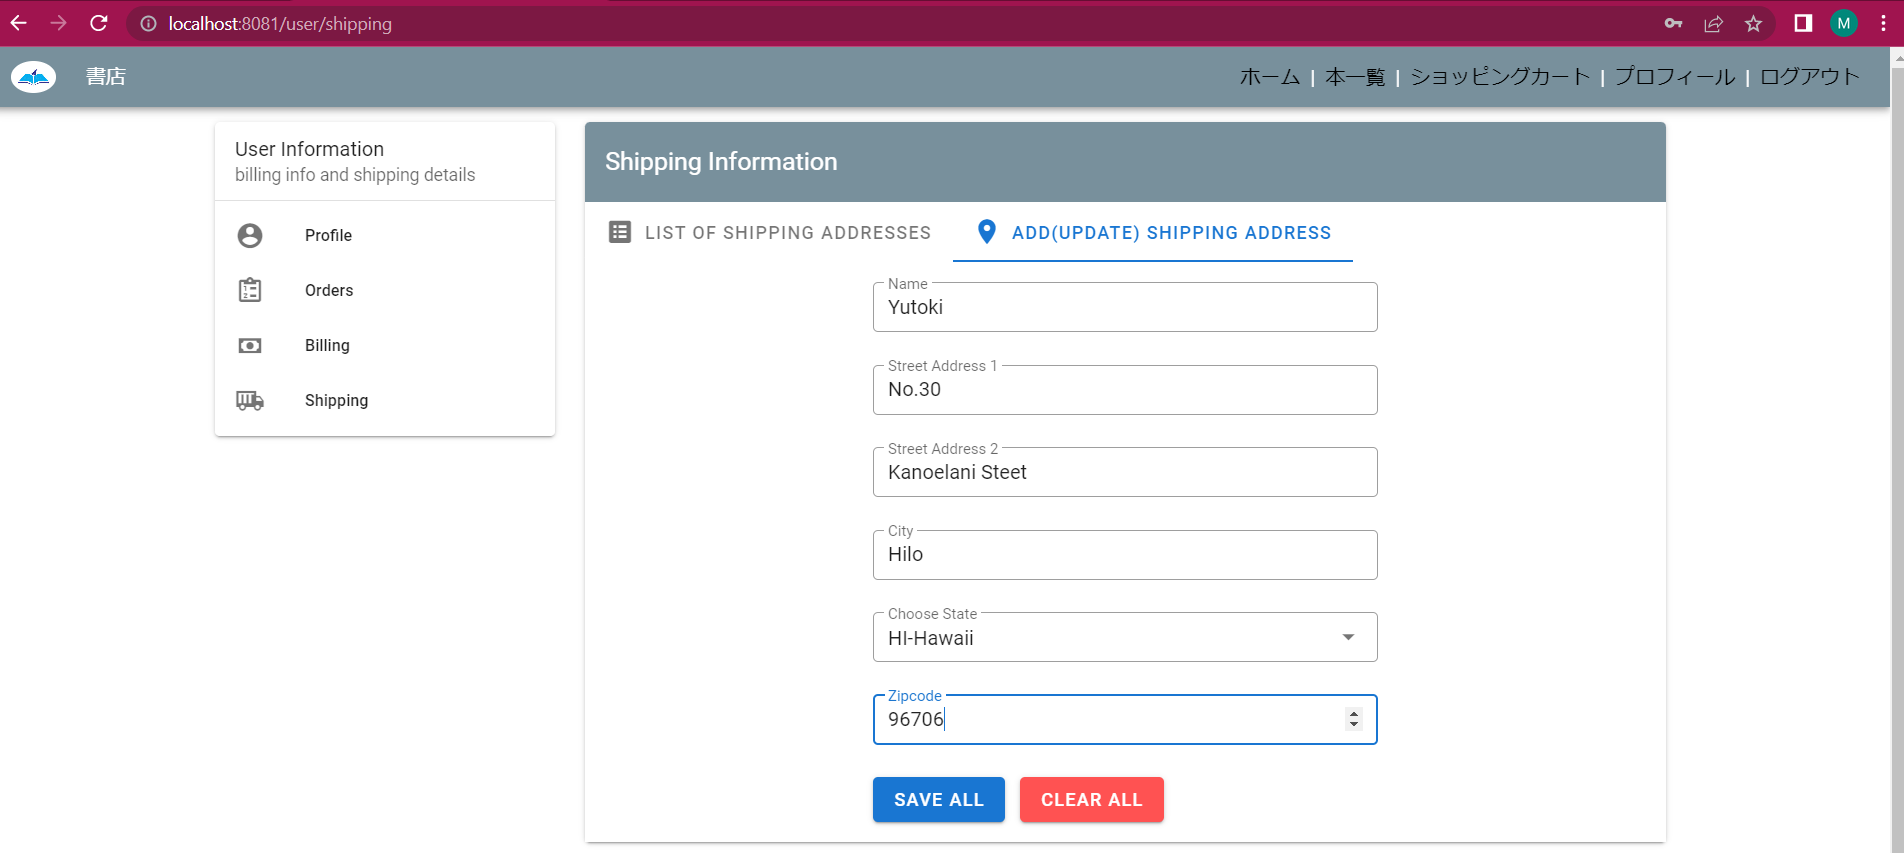 localhost:8081/user/shipping
M
書店
ホーム | 本一覧 | ショッピングカート | プロフィール | ログアウト
User Information
billing info and shipping details
Profile
Orders
Billing
Shipping
Shipping Information
LIST OF SHIPPING ADDRESSES
ADD(UPDATE) SHIPPING ADDRESS
Name
Yutoki
Street Address 1
No.30
Street Address 2
Kanoelani Steet
City
Hilo
Choose State
HI-Hawaii
Zipcode
96706
SAVE ALL
CLEAR ALL